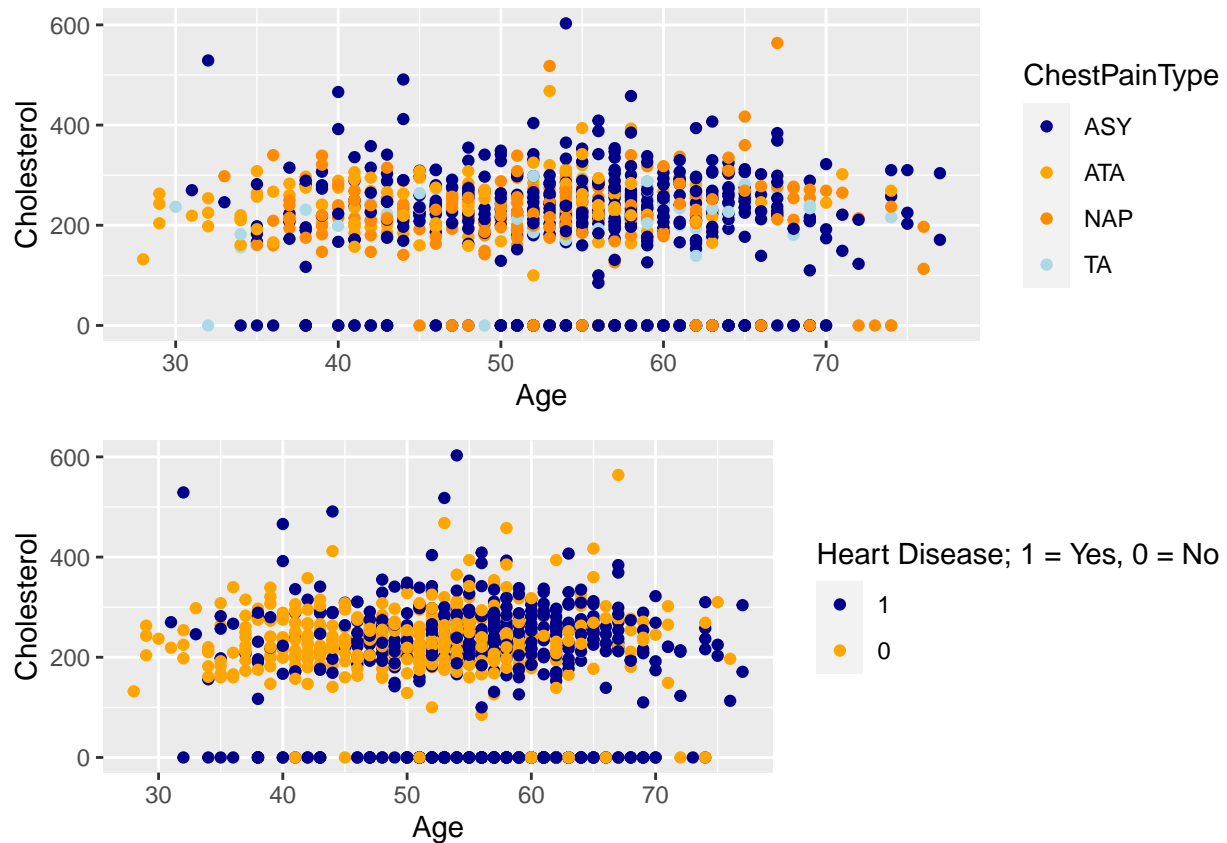 600
400
200
0
Cholesterol
30
40
50
60
70
Age
ChestPainType
ASY
ATA
NAP
TA
600
400
200
0
Cholesterol
30
40
50
60
70
Age
Heart Disease; 1 = Yes, 0 = No
1
0